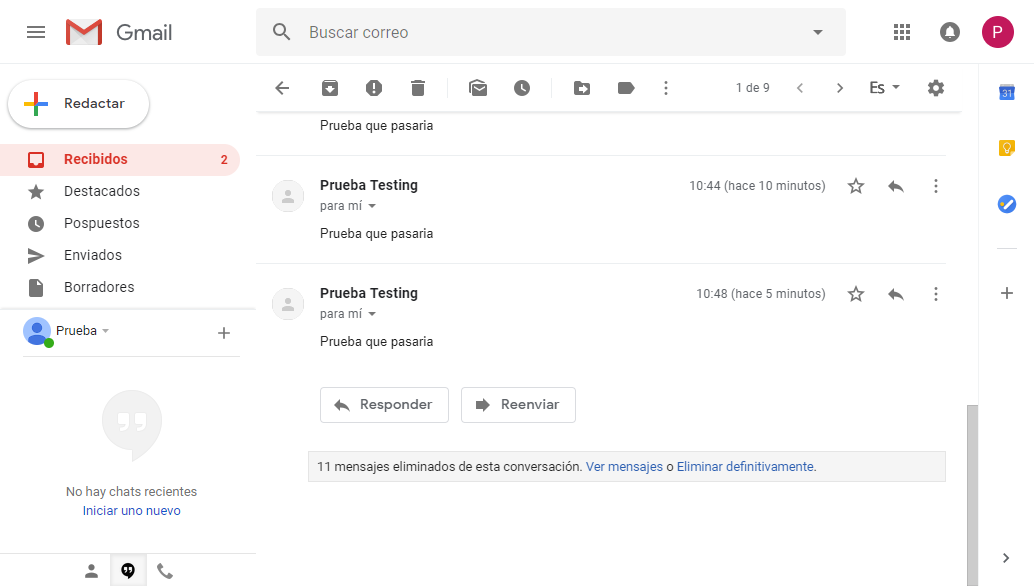 Gmail
Buscar correo
P
Redactar
1 de 9
Es
31
Recibidos 2
Destacados
Pospuestos
Enviados
Borradores
Prueba
No hay chats recientes
Iniciar uno nuevo
Prueba que pasaria
Prueba Testing 10:44 (hace 10 minutos)
para mí
Prueba que pasaria
Prueba Testing 10:48 (hace 5 minutos)
para mí
Prueba que pasaria
Responder
Reenviar
11 mensajes eliminados de esta conversación. Ver mensajes o Eliminar definitivamente.